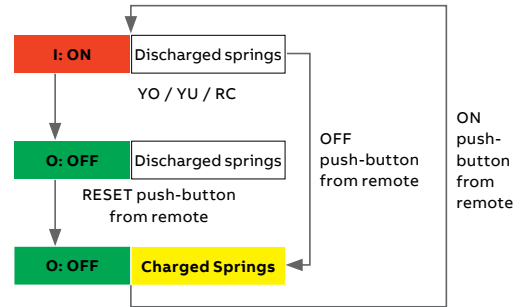 I: ON
Discharged springs
YO / YU / RC
OFF
push-button
from remote
ON
push-
button
from
remote
O: OFF
Discharged springs
RESET push-button
from remote
O: OFF
Charged Springs